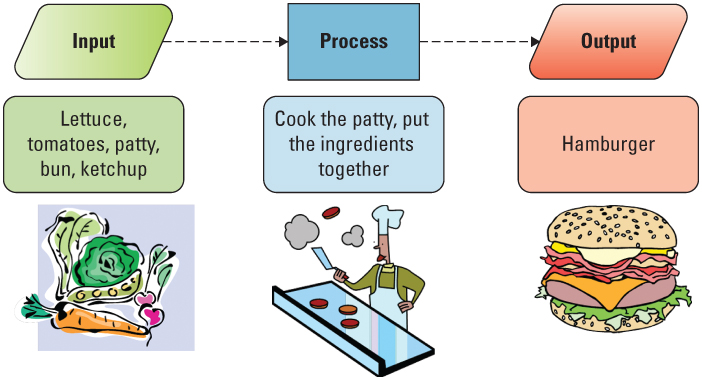 Input
Process
Output
Lettuce,
tomatoes, patty,
bun, ketchup
Cook the patty, put
the ingredients
together
Hamburger